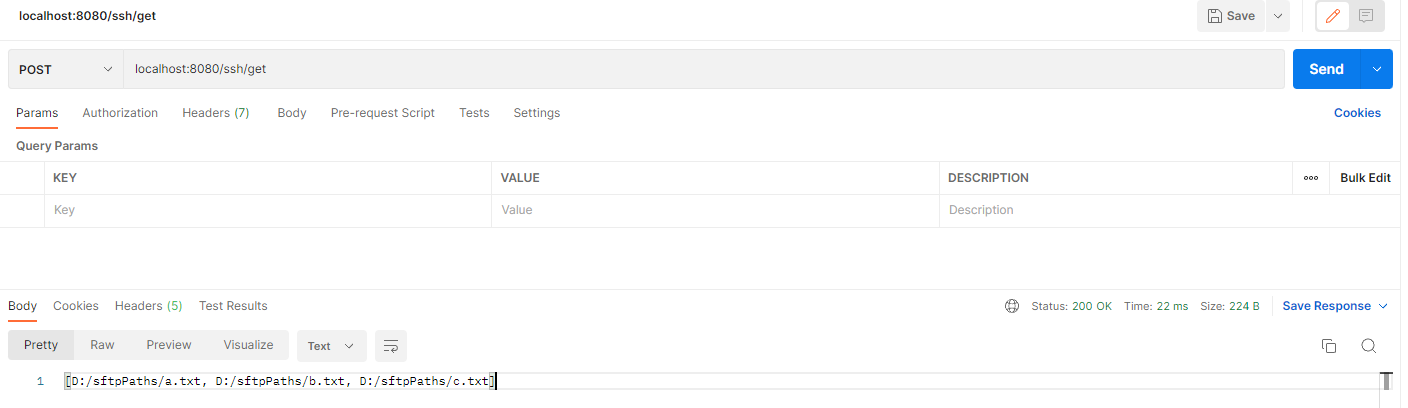 localhost:8080/ssh/get
Save
POST
localhost:8080/ssh/get
Send
Params Authorization Headers (7) Body Pre-request Script Tests Settings Cookies
Query Params
KEY VALUE DESCRIPTION Bulk Edit
Key Value Description
Body Cookies Headers (5) Test Results Status: 200 OK Time: 22 ms Size: 224 B Save Response
Pretty Raw Preview Visualize Text
1 [D:/sftpPaths/a.txt, D:/sftpPaths/b.txt, D:/sftpPaths/c.txt]